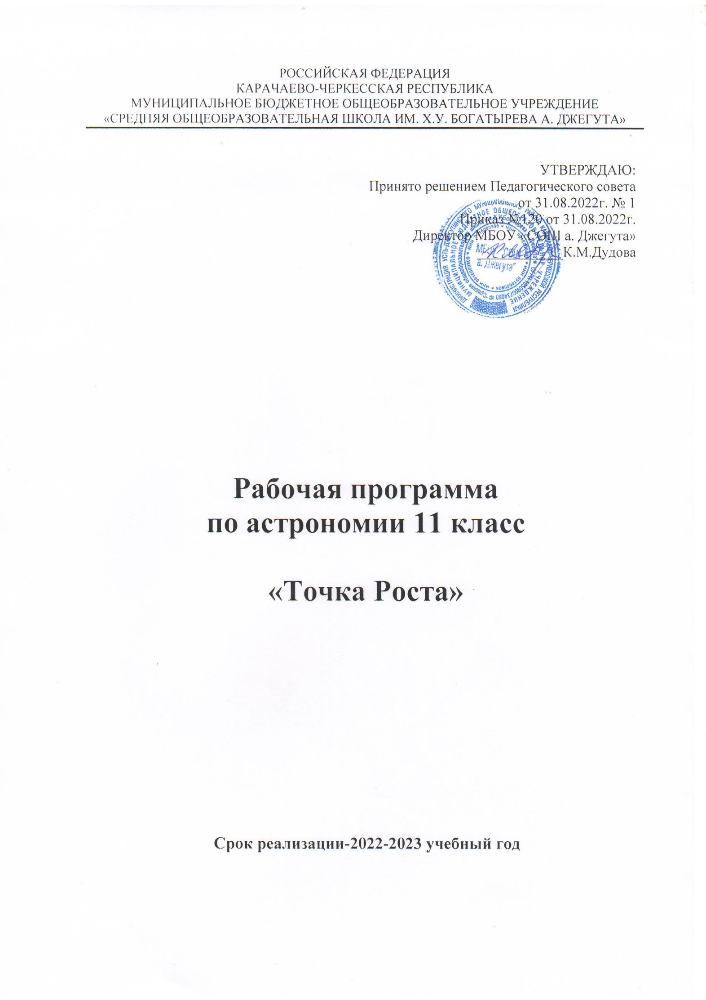 РОССИЙСКАЯ ФЕДЕРАЦИЯ
КАРАЧАЕВО-ЧЕРКЕССКАЯ РЕСПУБЛИКА
МУНИЦИПАЛЬНОЕ БЮДЖЕТНОЕ ОБЩЕОБРАЗОВАТЕЛЬНОЕ УЧРЕЖДЕНИЕ
«СРЕДНЯЯ ОБЩЕОБРАЗОВАТЕЛЬНАЯ ШКОЛА ИМ. Х.У. БОГАТЫРЕВА А. ДЖЕГУТА»
УТВЕРЖДАЮ:
Принято решением Педагогического совета
от 31.08.2022г. № 1
Приказ №120 от 31.08.2022г.
Директор МБОУ «СОШ а. Джегута»
К.М.Дудова
а. Джегута"
Рабочая программа
по астрономии 11 класс
«Точка Роста»
Срок реализации-2022-2023 учебный год